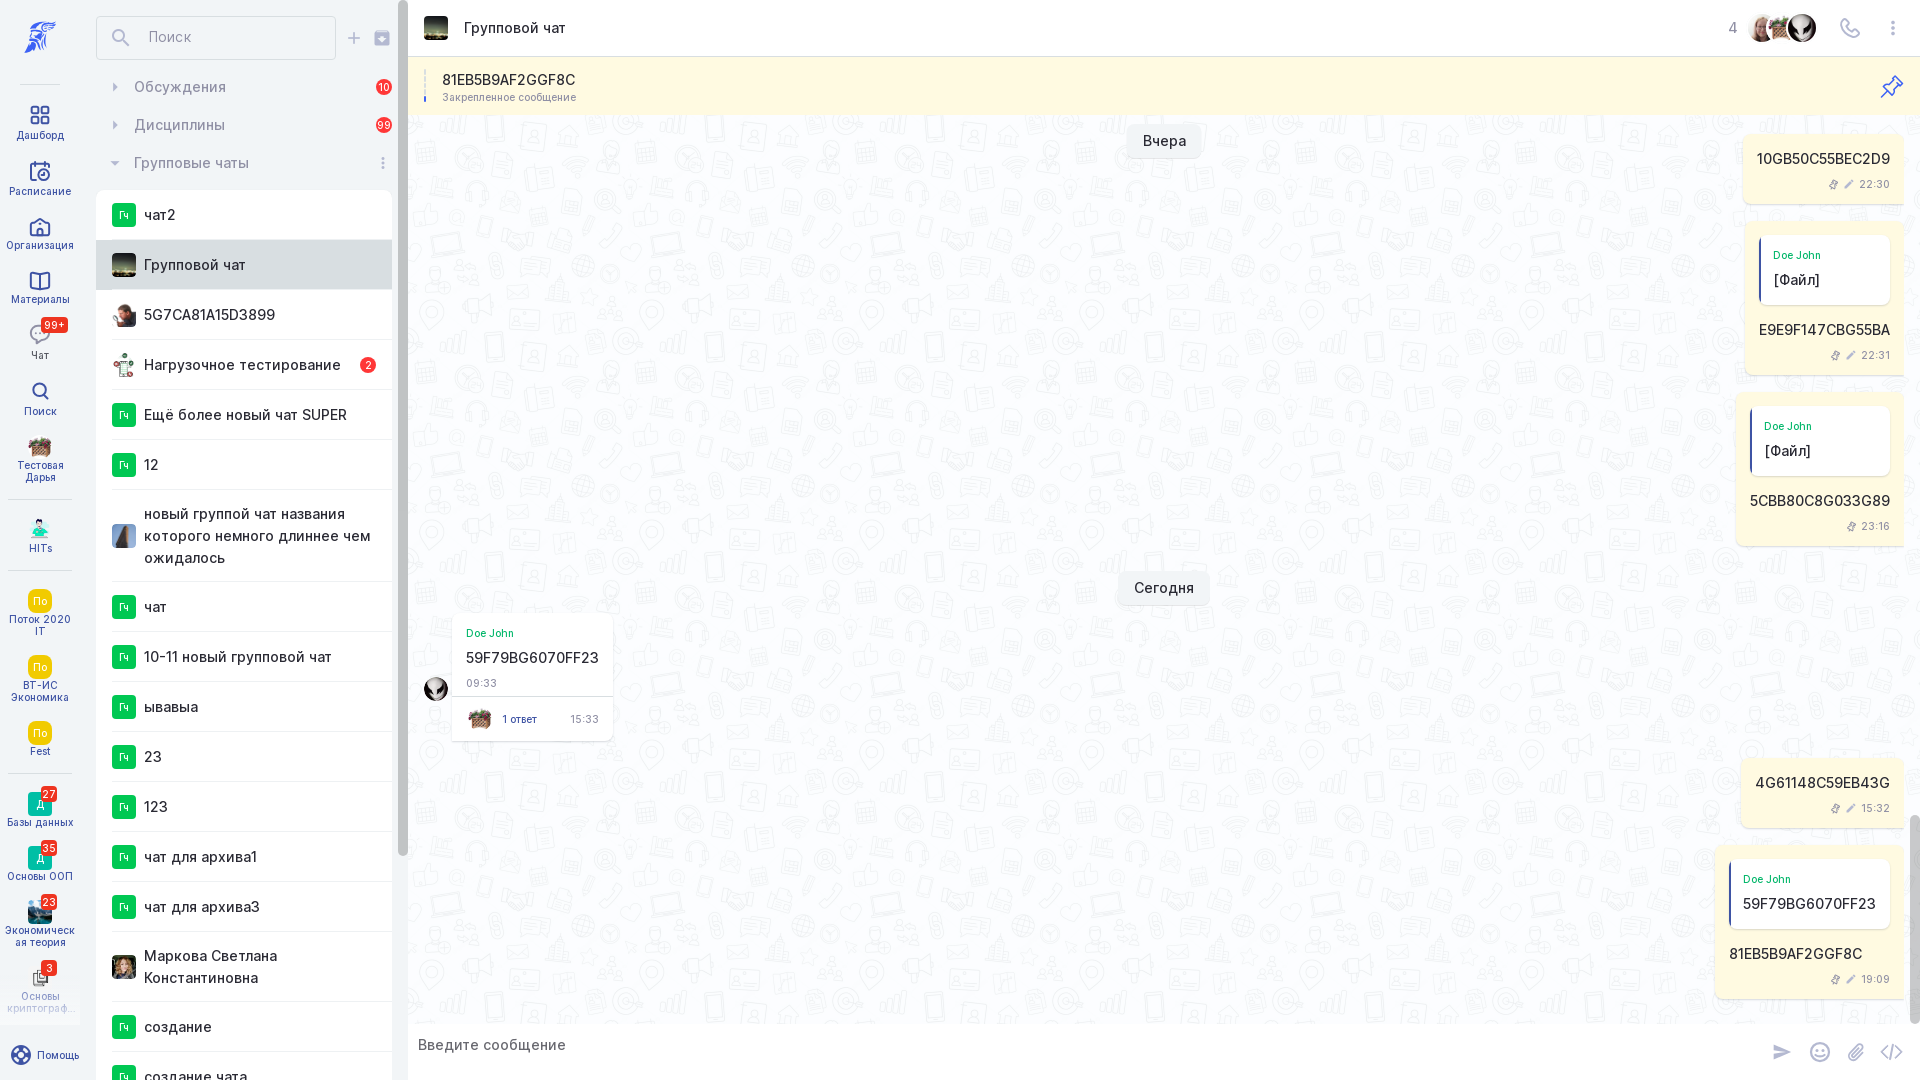 Дашборд
Расписание
Организация
Материалы
99+
Чат
Поиск
Тестовая
Дарья
HITs
По
Поток 2020
IT
По
ВТ-ИС
Экономика
По
Fest
27
Д
Базы данных
35
Д
Основы ООП
23
Экономическ
ая теория
3
Основы
криптограф...
Помощь
Поиск
Обсуждения
10
Дисциплины
99
Групповые чаты
Гч
чат2
Групповой чат
5G7CA81A15D3899
Нагрузочное тестирование
2
Гч
Ещё более новый чат SUPER
Гч
12
новый группой чат названия
которого немного длиннее чем
ожидалось
Гч
чат
Гч
10-11 новый групповой чат
Гч
ывавыа
Гч
23
Гч
123
Гч
чат для архива1
Гч
чат для архива3
Маркова Светлана
Константиновна
Гч
создание
Гч
создание чата
Групповой чат
4
81EB5B9AF2GGF8C
Закрепленное сообщение
Вчера
10GB50C55BEC2D9
22:30
Doe John
[Файл]
E9E9F147CBG55BA
22:31
Doe John
[Файл]
5CBB80C8G033G89
23:16
Сегодня
Doe John
59F79BG6070FF23
09:33
1 ответ
15:33
4G61148C59EB43G
15:32
Doe John
59F79BG6070FF23
81EB5B9AF2GGF8C
19:09
Введите сообщение